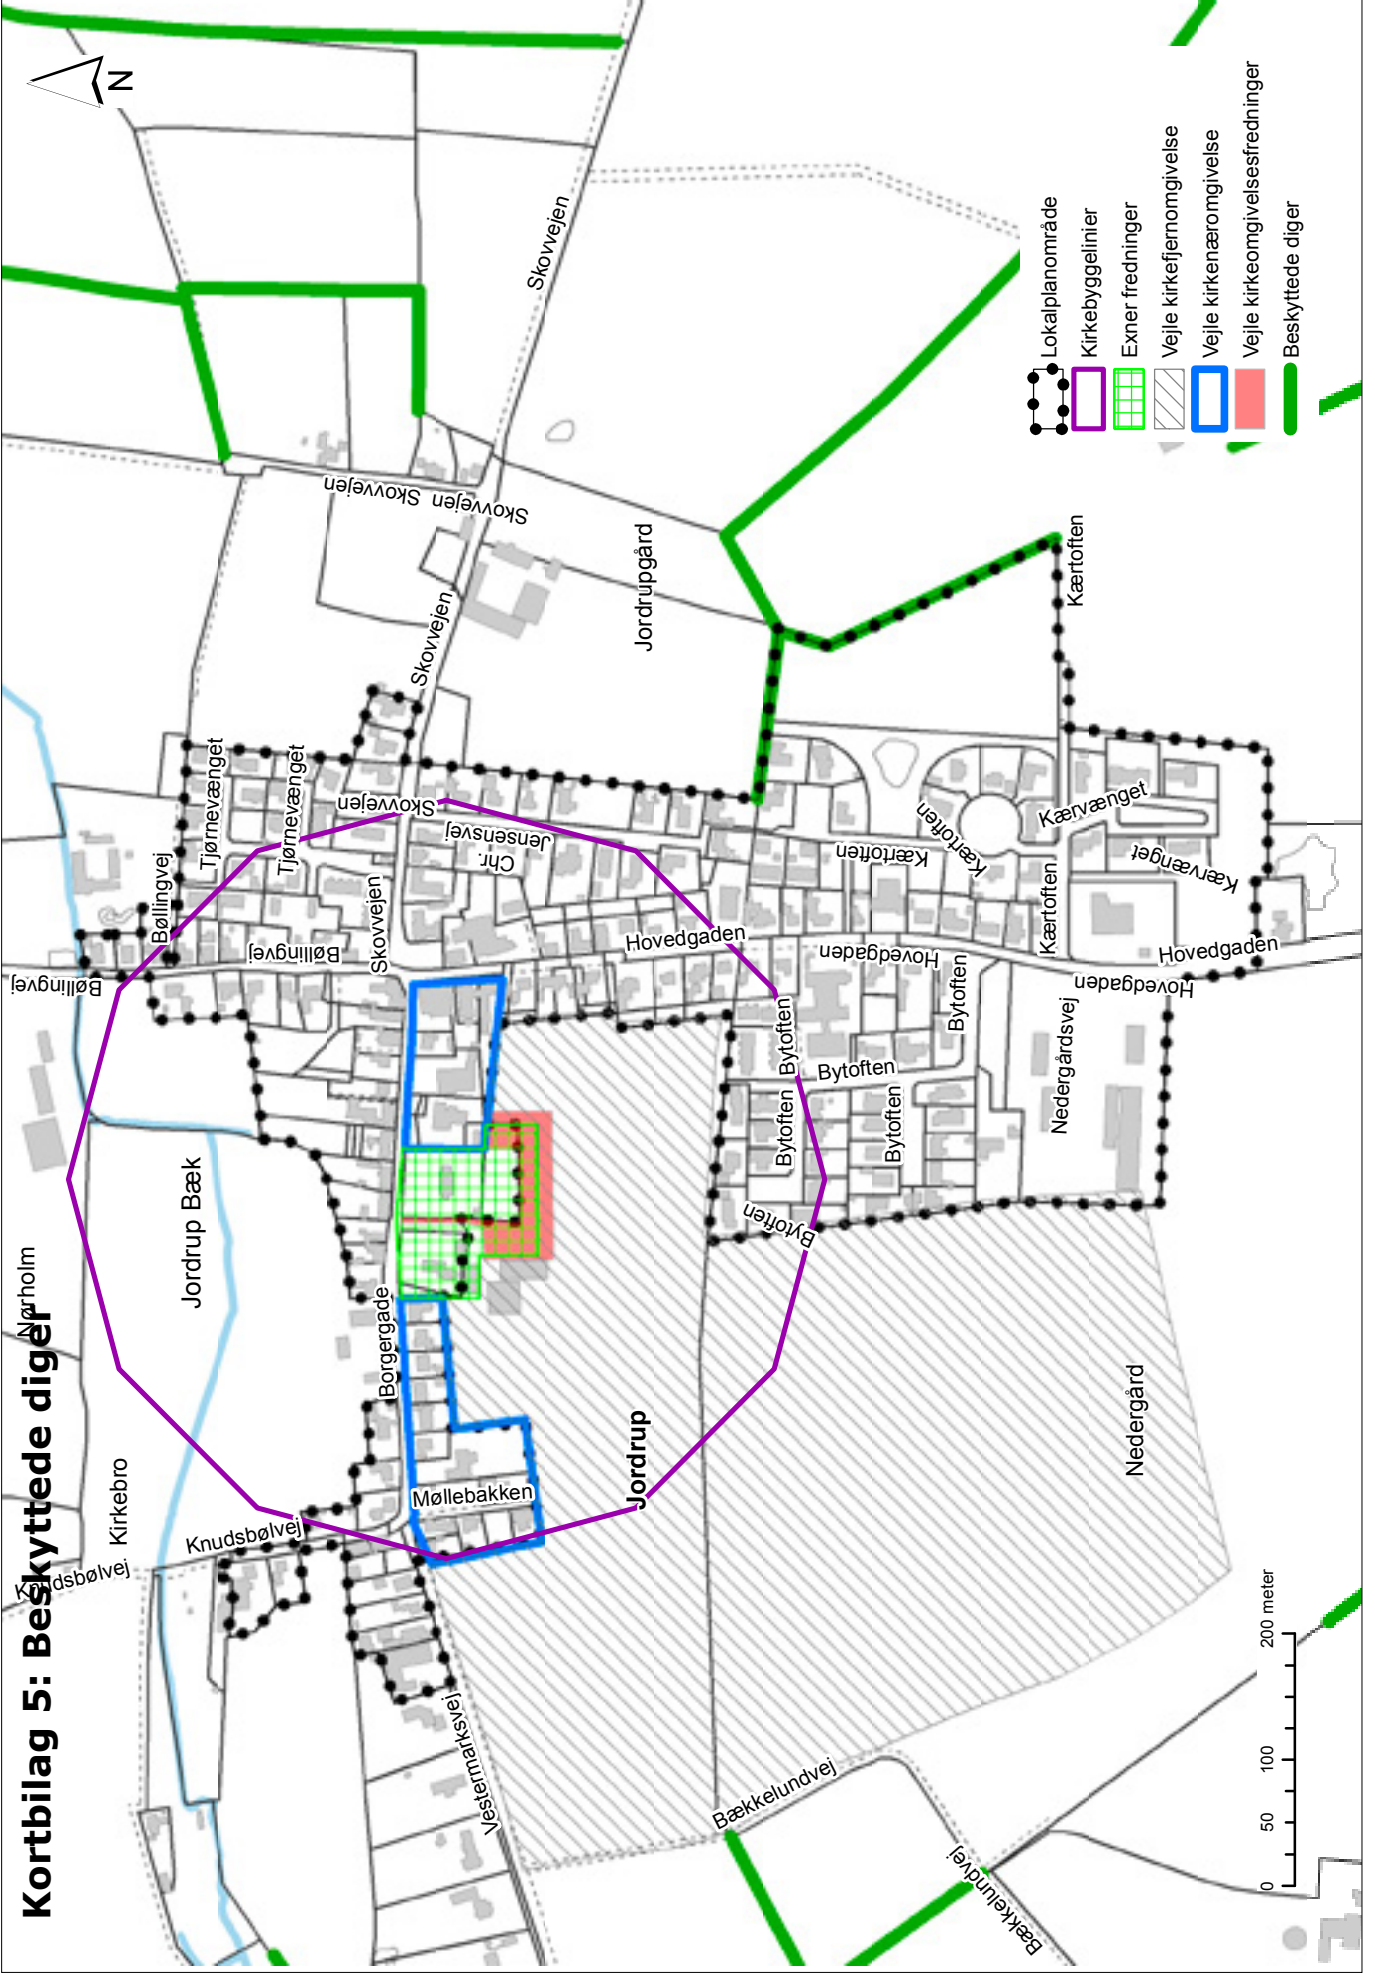 Kortbilag 5: Beskyttede diger
N
Nørholm
Kirkebro
Knudsbølvej
Knudsbølvej
Jordrup Bæk
Bøllingvej
Bøllingvej
Bøllingvej
Tjørnevænget
Tjørnevænget
Skovvejen
Skovvejen
Skovvejen
Skovvejen
Skovvejen
Skovvejen
Skovvejen
Borgergade
Møllebakken
Vestermarksvej
Jordrup
Chr.
Jensensvej
Jordrupgård
Hovedgaden
Hovedgaden
Hovedgaden
Hovedgaden
Bytoften
Bytoften
Bytoften
Bytoften
Bytoften
Bytoften
Kærtoften
Kærtoften
Kærtoften
Kærtoften
Kærvænget
Kærvænget
Nedergårdsvej
Nedergård
Bækkelundvej
Bækkelundvej
Lokalplanområde
Kirkebyggelinier
Exner fredninger
Vejle kirkefjernomgivelse
Vejle kirkenæromgivelse
Vejle kirkeomgivelsesfredninger
Beskyttede diger
0 50 100 200 meter